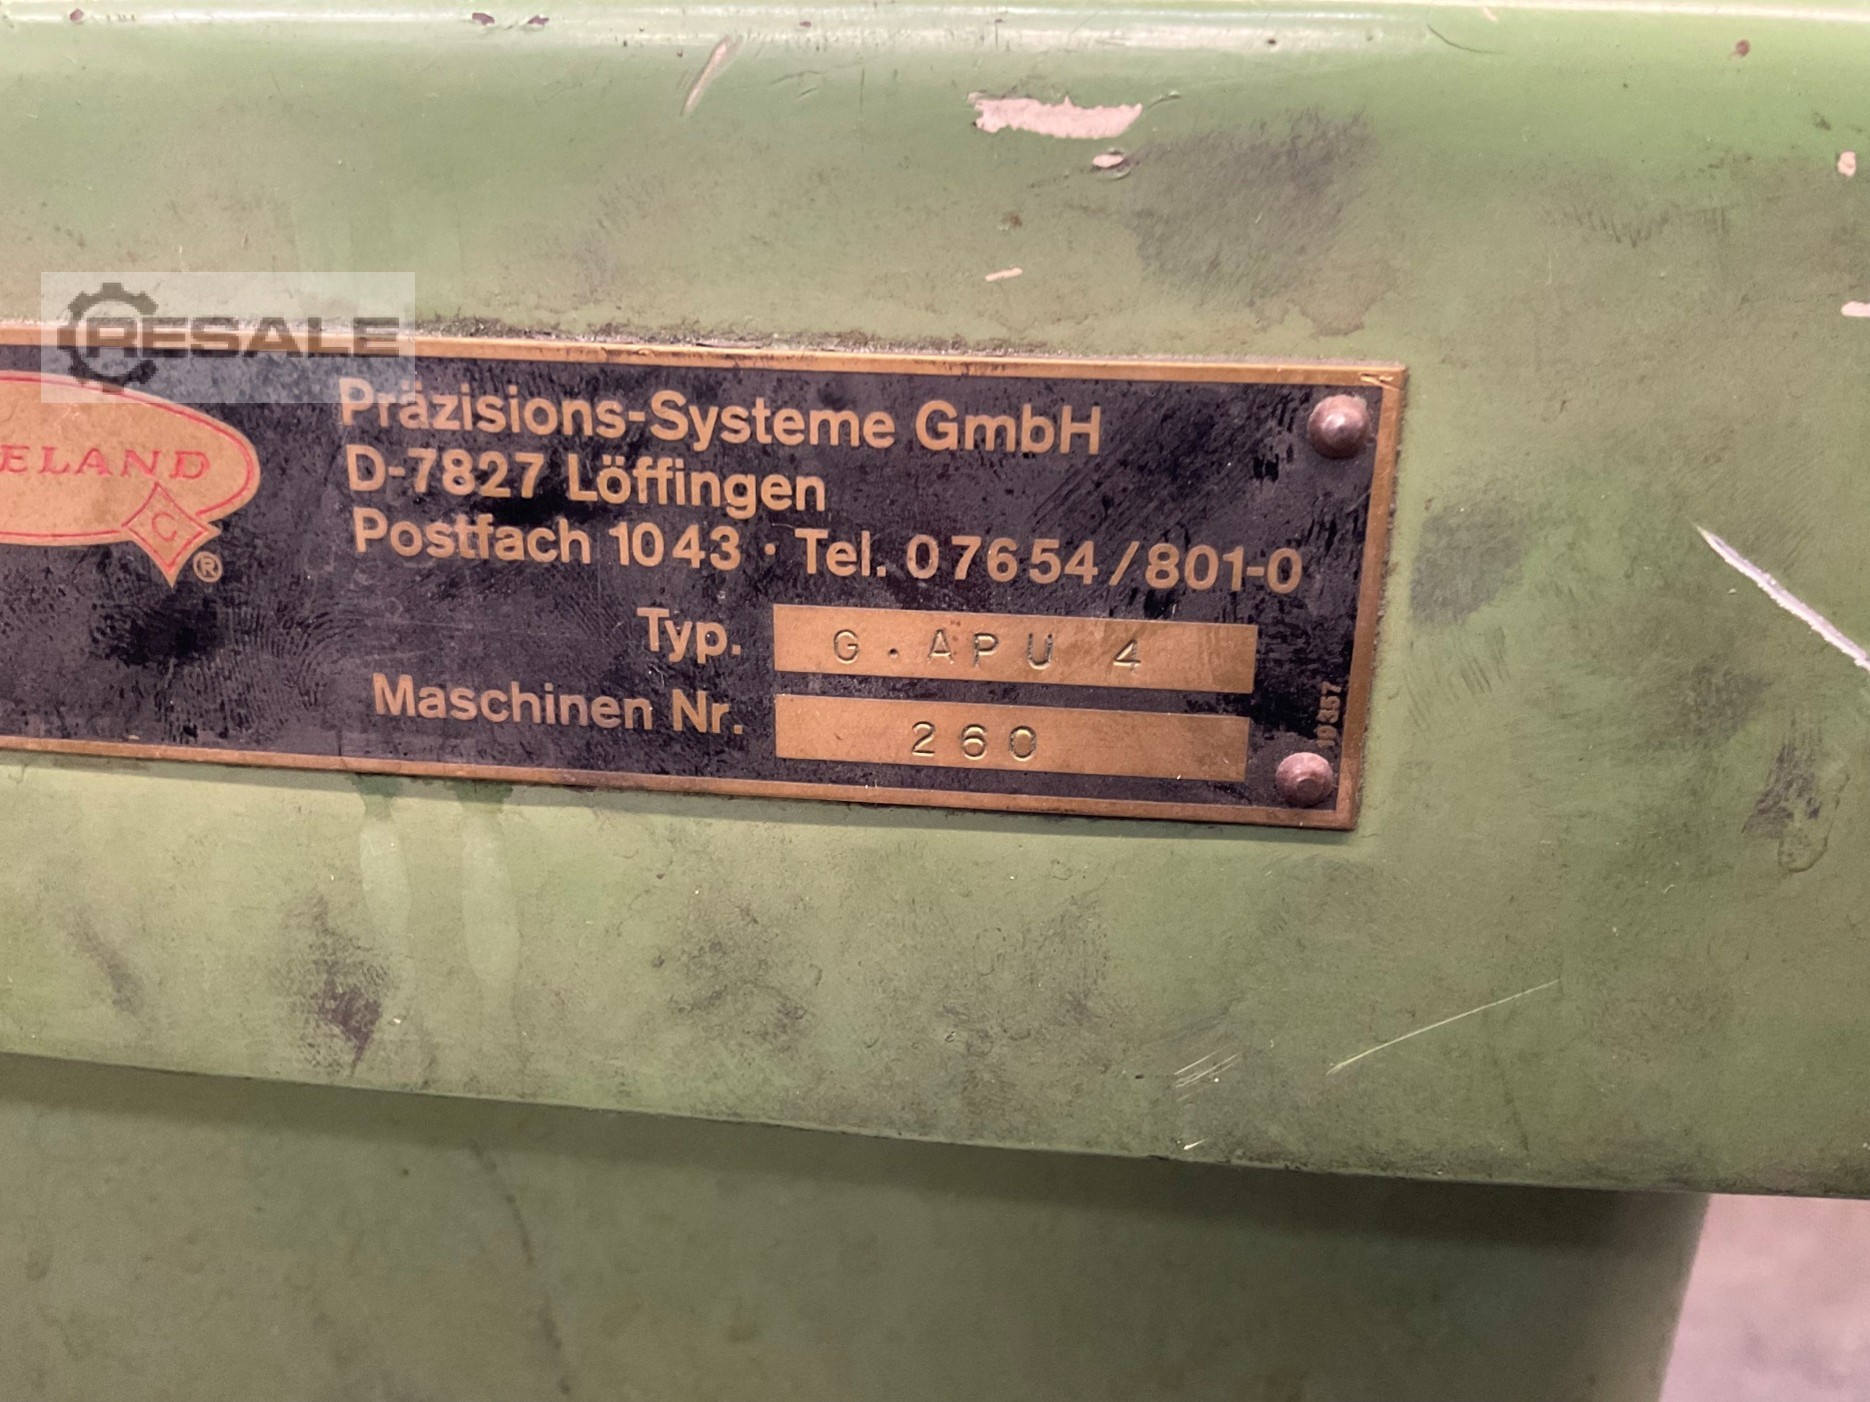 RESALE
ELAND
C
®
Präzisions-Systeme GmbH
D-7827 Löffingen
Postfach 1043 · Tel. 07654/801-0
Typ. G.APU 4
Maschinen Nr. 260
19357